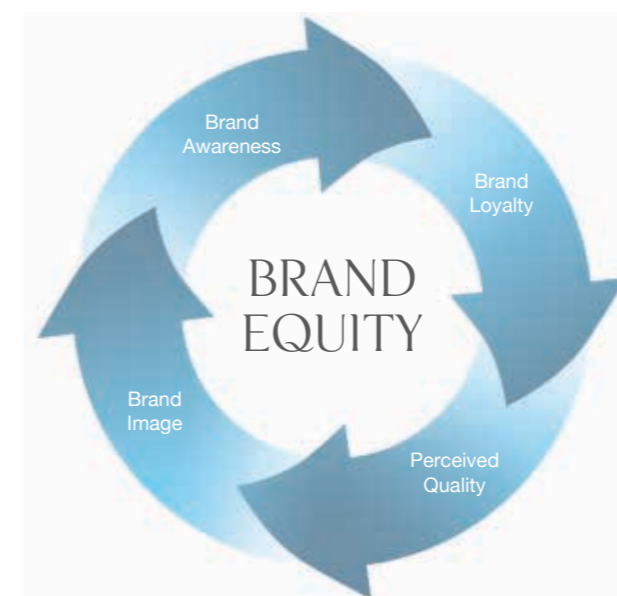 Brand
Awareness
Brand
Loyalty
BRAND
EQUITY
Brand
Image
Perceived
Quality